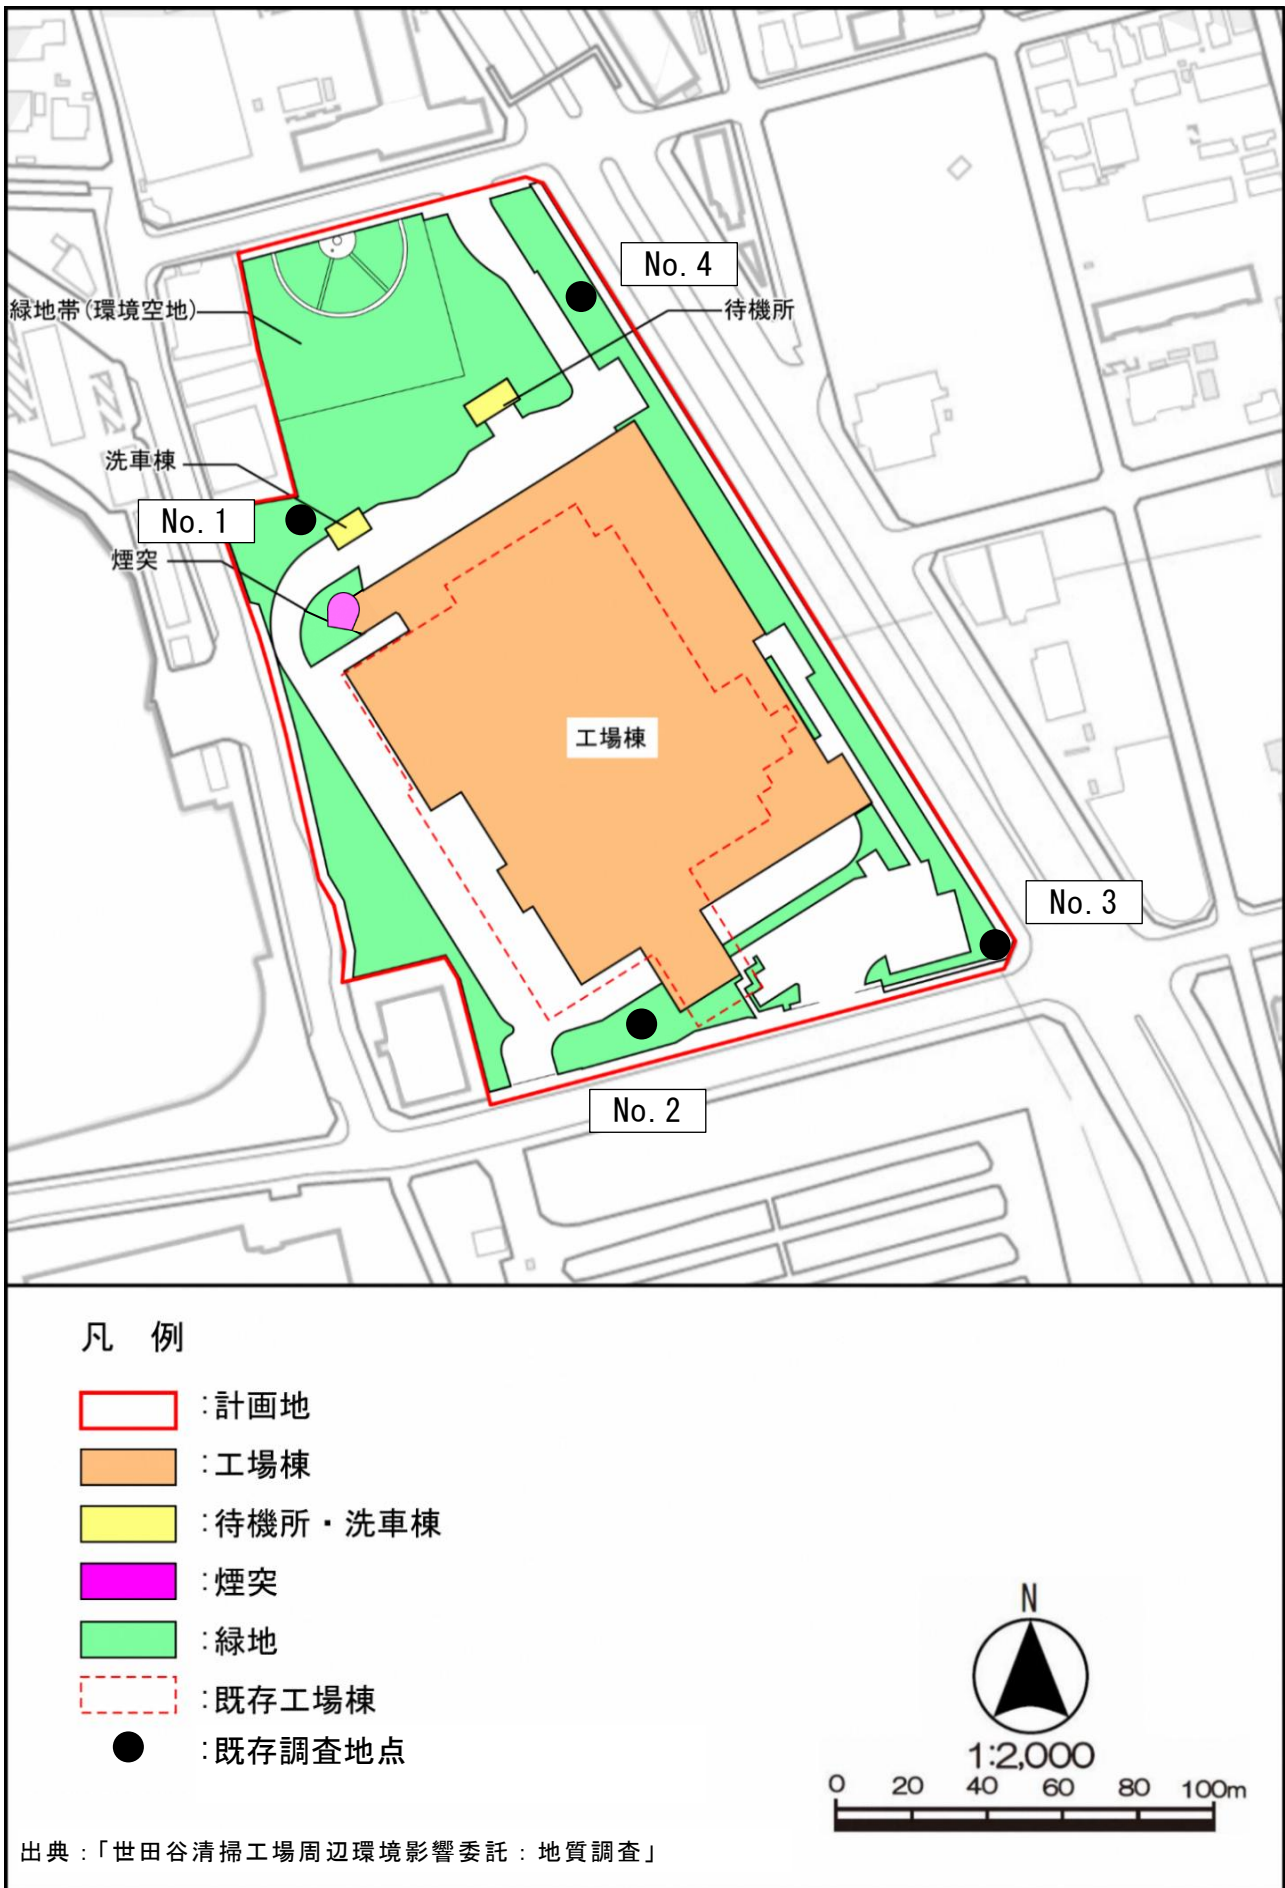 No. 4
緑地帯(環境空地)
待機所
洗車棟
No. 1
煙突
工場棟
No. 3
No. 2
凡 例
:計画地
:工場棟
:待機所・洗車棟
:煙突
:緑地
:既存工場棟
:既存調査地点
N
1:2,000
0 20 40 60 80 100m
出典:「世田谷清掃工場周辺環境影響委託:地質調査」